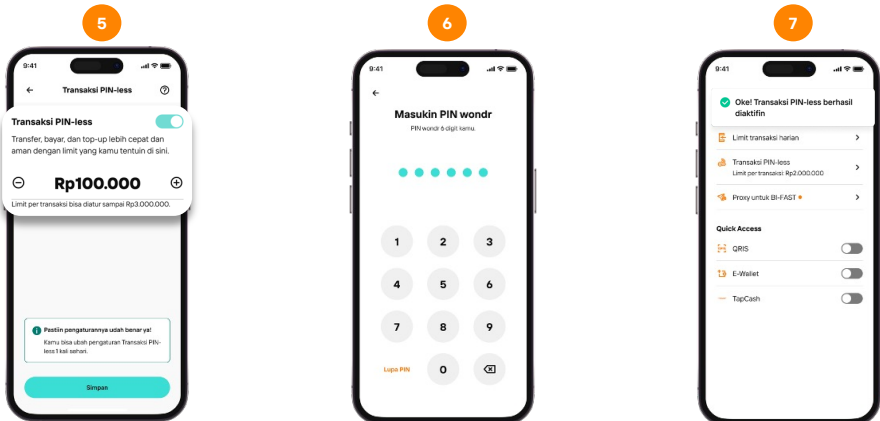 5
9:41
Transaksi PIN-less
Transaksi PIN-less
Transfer, bayar, dan top-up lebih cepat dan
aman dengan limit yang kamu tentuin di sini.
Rp100.000
Limit per transaksi bisa diatur sampai Rp3.000.000.
Pastiin pengaturannya udah benar ya!
Kamu bisa ubah pengaturan Transaksi PIN-
less 1 kali sehari.
Simpan
6
9:41
Masukin PIN wondr
PIN wondr 6 digit kamu.
1 2 3
4 5 6
7 8 9
Lupa PIN 0
7
9:41
Oke! Transaksi PIN-less berhasil
diaktifin
Limit transaksi harian
Transaksi PIN-less
Limit per transaksi: Rp2.000.000
Proxy untuk BI-FAST
Quick Access
QRIS
E-Wallet
TapCash